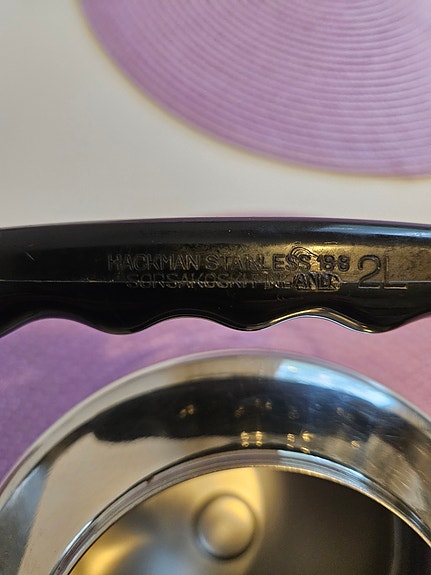 HACKMAN STAINLESS 18/8 2L
SORSAKOSKI FINLAND